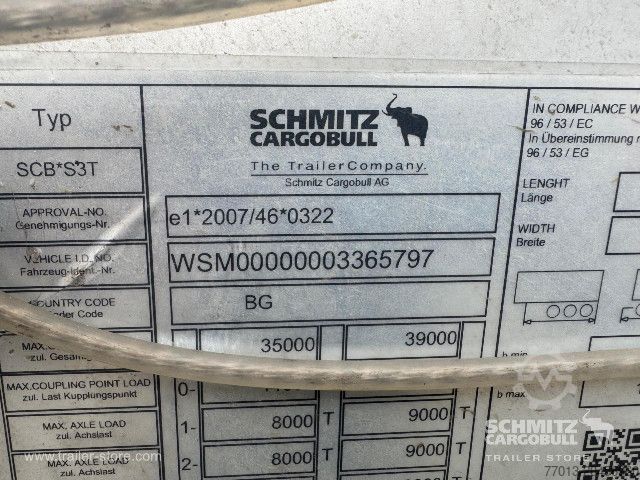 Typ
SCHMITZ
CARGOBULL
The TrailerCompany.
Schmitz Cargobull AG
IN COMPLIANCE W
96 / 53 / EC
In Übereinstimmung
96 / 53 / EG
SCB*S3T
LENGHT
Länge
APPROVAL-NO.
Genehmigungs-Nr.
e1*2007/46*0322
WIDTH
Breite
VEHICLE I.D. NO.
Fahrzeug-Ident.-Nr.
WSM00000003365797
COUNTRY CODE
Code
BG
MAX.
zul.
35000
39000
b min
MAX.COUPLING POINT LOAD
zul. Last Kupplungspunkt
0-
b max
MAX. AXLE LOAD
zul. Achslast
1-
8000 T
9000 T
MAX. AXLE LOAD
zul. Achslast
2-
8000 T
9000 T
SCHMITZ
CARGOBULL
TRAILER STORE
www.trailer-store.com